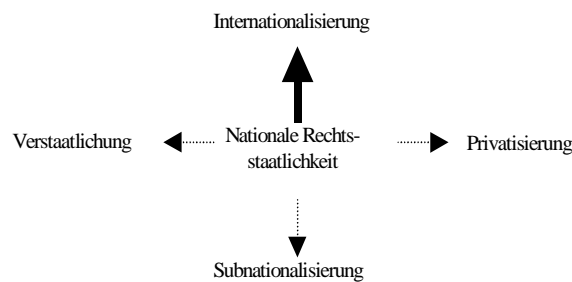 Internationalisierung
Verstaatlichung
Nationale Rechts-
staatlichkeit
Privatisierung
Subnationalisierung